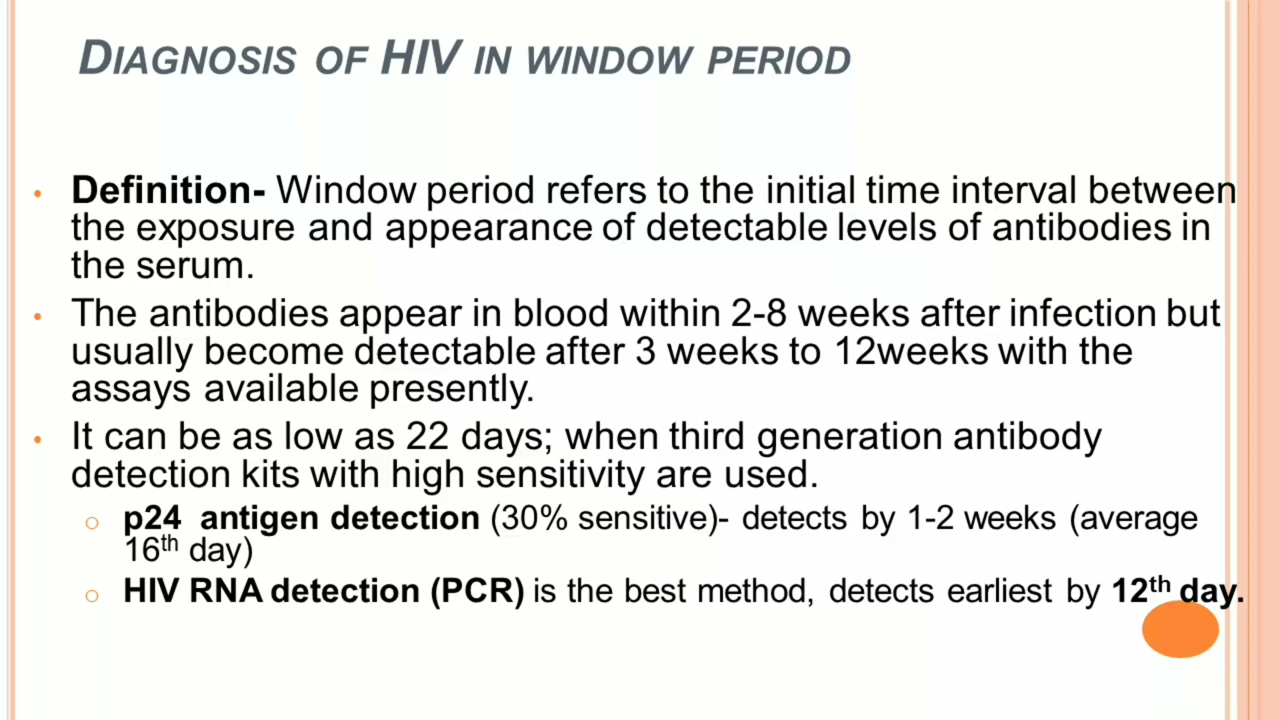 DIAGNOSIS OF HIV IN WINDOW PERIOD
• Definition- Window period refers to the initial time interval between
the exposure and appearance of detectable levels of antibodies in
the serum.
• The antibodies appear in blood within 2-8 weeks after infection but
usually become detectable after 3 weeks to 12weeks with the
assays available presently.
• It can be as low as 22 days; when third generation antibody
detection kits with high sensitivity are used.
○ p24 antigen detection (30% sensitive)- detects by 1-2 weeks (average
16th day)
○ HIV RNA detection (PCR) is the best method, detects earliest by 12th day.